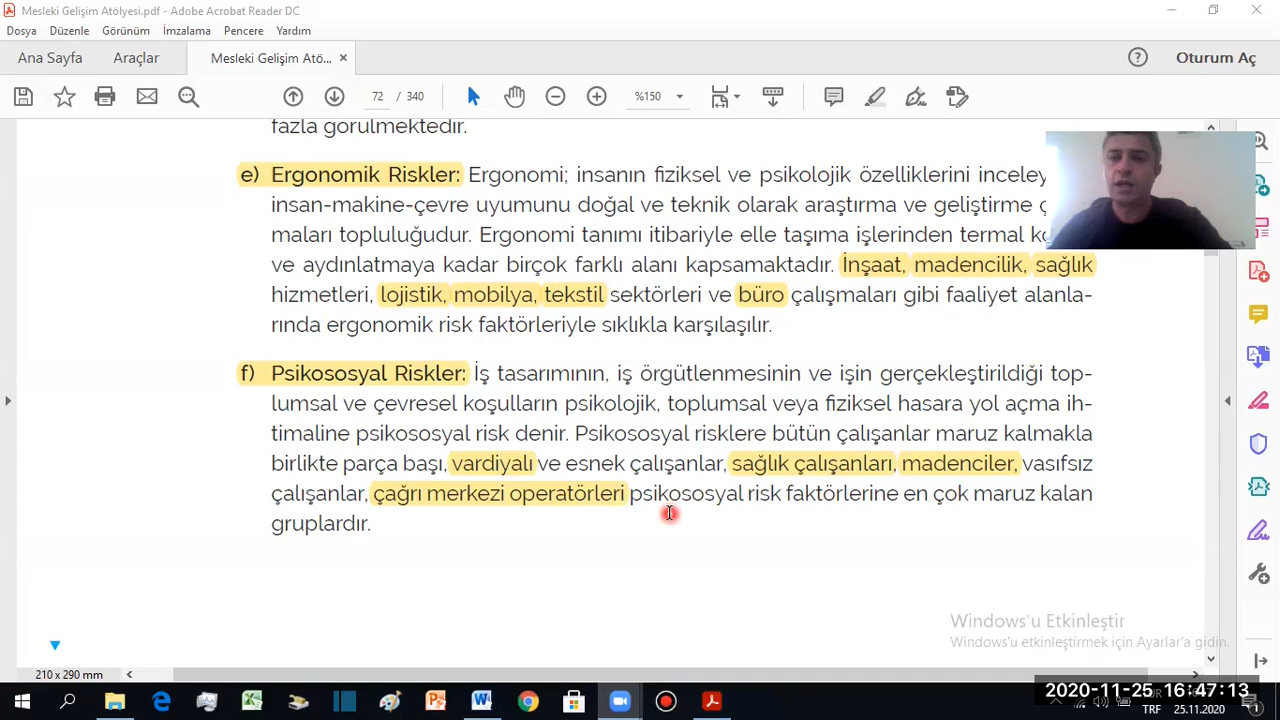 Mesleki Gelişim Atölyesi.pdf - Adobe Acrobat Reader DC
Dosya Düzenle Görünüm İmzalama Pencere Yardım
Ana Sayfa Araçlar Mesleki Gelişim Atö... × ? Oturum Aç
72 / 340 %150
fazla görülmektedir.
e) Ergonomik Riskler: Ergonomi; insanın fiziksel ve psikolojik özelliklerini inceley
insan-makine-çevre uyumunu doğal ve teknik olarak araştırma ve geliştirme ç
maları topluluğudur. Ergonomi tanımı itibariyle elle taşıma işlerinden termal ko
ve aydınlatmaya kadar birçok farklı alanı kapsamaktadır. İnşaat, madencilik, sağlık
hizmetleri, lojistik, mobilya, tekstil sektörleri ve büro çalışmaları gibi faaliyet alanla-
rında ergonomik risk faktörleriyle sıklıkla karşılaşılır.
f) Psikososyal Riskler: İş tasarımının, iş örgütlenmesinin ve işin gerçekleştirildiği top-
lumsal ve çevresel koşulların psikolojik, toplumsal veya fiziksel hasara yol açma ih-
timaline psikososyal risk denir. Psikososyal risklere bütün çalışanlar maruz kalmakla
birlikte parça başı, vardiyalı ve esnek çalışanlar, sağlık çalışanları, madenciler, vasıfsız
çalışanlar, çağrı merkezi operatörleri psikososyal risk faktörlerine en çok maruz kalan
gruplardır.
Windows'u Etkinleştir
Windows'u etkinleştirmek için Ayarlar'a gidin.
210 x 290 mm
2020-11-25 16:47:13
TRF 25.11.2020